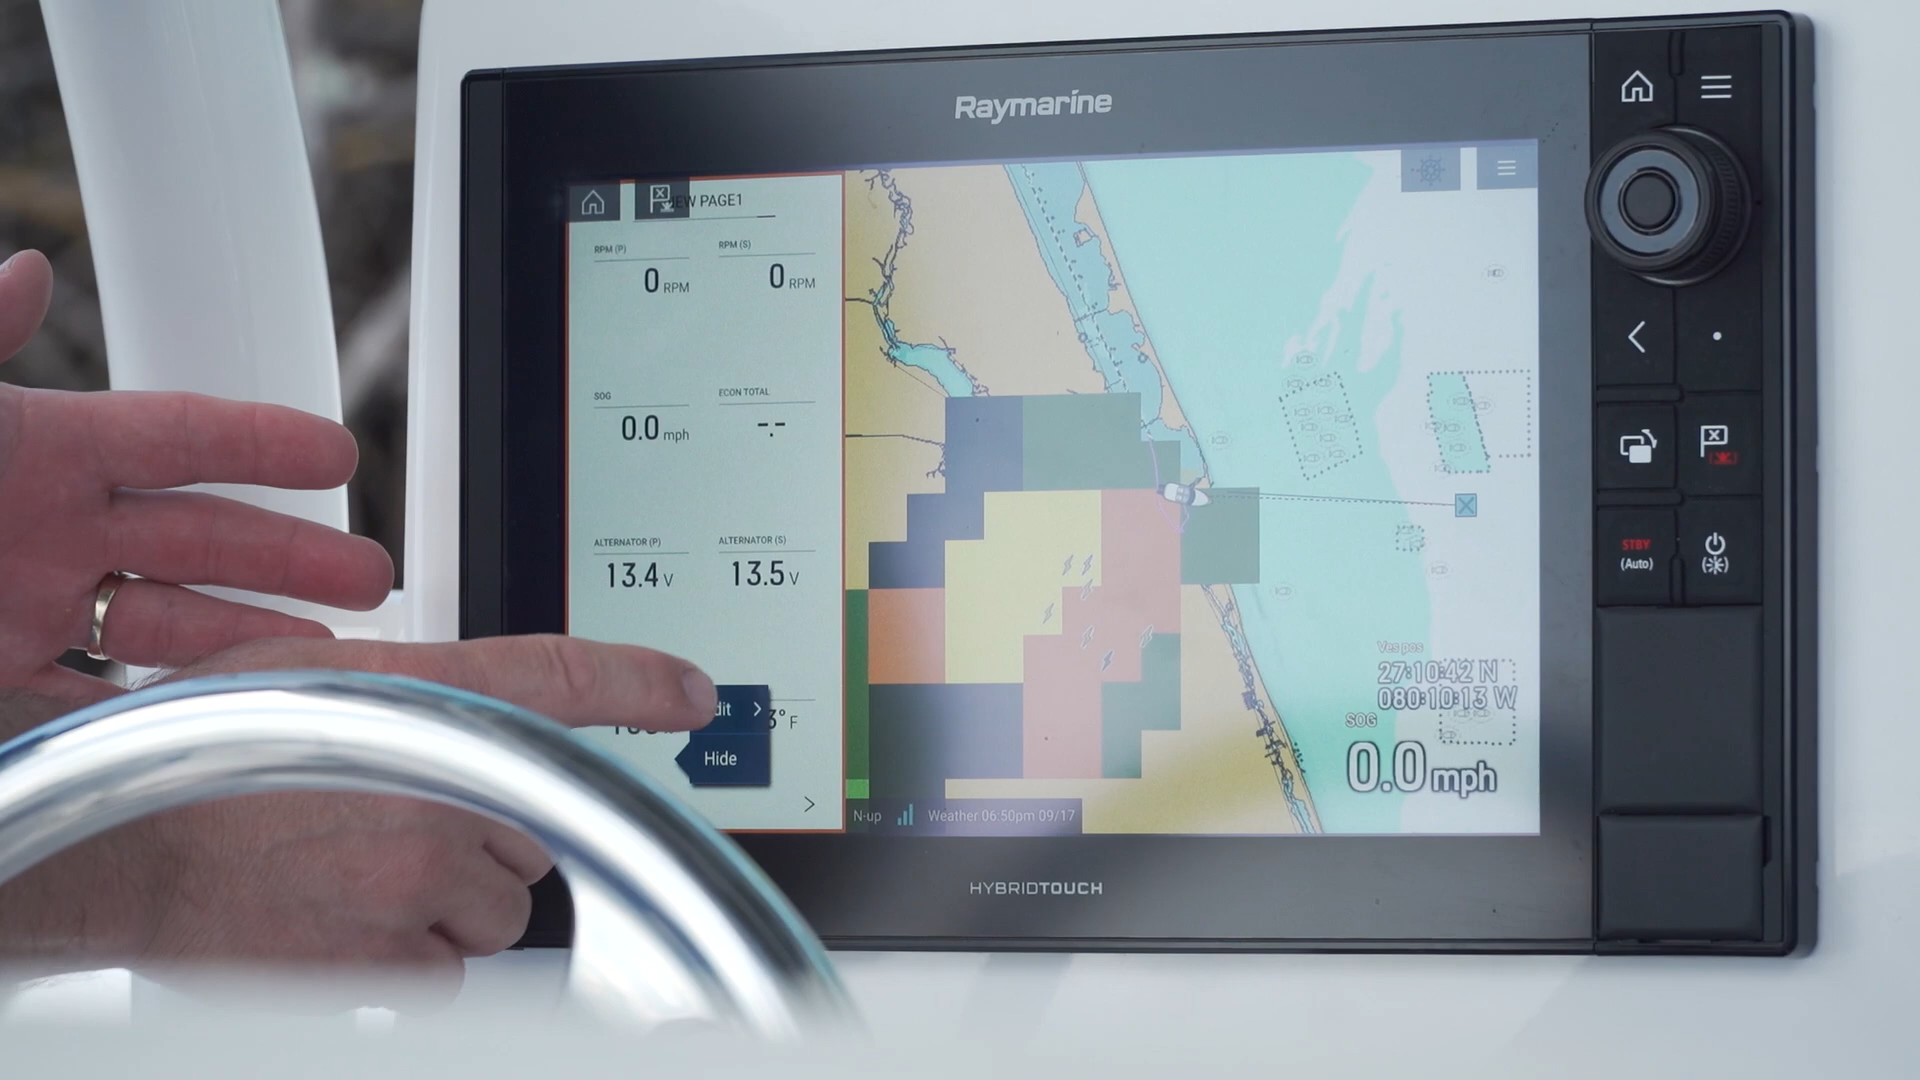 Raymarine
PAGE1
RPM (P)
RPM (S)
0 RPM
0 RPM
SOG
ECON TOTAL
0.0 mph
-.-
ALTERNATOR (P)
ALTERNATOR (S)
13.4 V
13.5 V
°F
Hide
N-up
Weather 06:50pm 09/17
Ves pos
27:10:42 N
080:10:13 W
SOG
0.0 mph
STBY
(Auto)
HYBRIDTOUCH